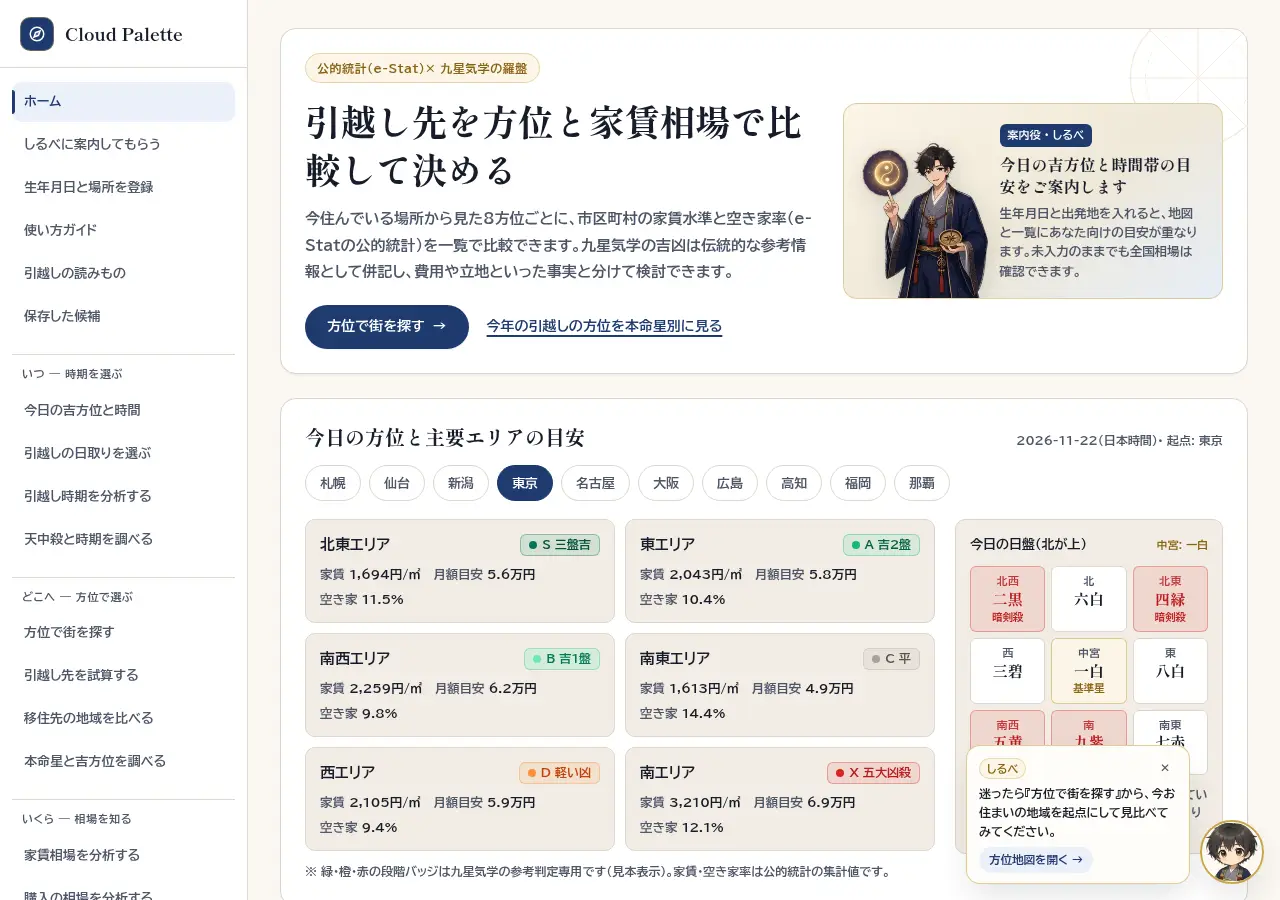 Cloud Palette
ホーム
しるべに案内してもらう
生年月日と場所を登録
使い方ガイド
引越しの読みもの
保存した候補
いつ — 時期を選ぶ
今日の吉方位と時間
引越しの日取りを選ぶ
引越し時期を分析する
天中殺と時期を調べる
どこへ — 方位で選ぶ
方位で街を探す
引越し先を試算する
移住先の地域を比べる
本命星と吉方位を調べる
いくら — 相場を知る
家賃相場を分析する
購入の相場を分析する
公的統計(e-Stat)× 九星気学の羅盤
引越し先を方位と家賃相場で比
較して決める
今住んでいる場所から見た8方位ごとに、市区町村の家賃水準と空き家率(e-
Statの公的統計)を一覧で比較できます。九星気学の吉凶は伝統的な参考情
報として併記し、費用や立地といった事実と分けて検討できます。
方位で街を探す →
今年の引越しの方位を本命星別に見る
案内役・しるべ
今日の吉方位と時間帯の目
安をご案内します
生年月日と出発地を入れると、地図
と一覧にあなた向けの目安が重なり
ます。未入力のままでも全国相場は
確認できます。
今日の方位と主要エリアの目安
2026-11-22(日本時間)・起点: 東京
札幌 仙台 新潟 東京 名古屋 大阪 広島 高知 福岡 那覇
北東エリア S 三盤吉
家賃 1,694円/㎡ 月額目安 5.6万円
空き家 11.5%
東エリア A 吉2盤
家賃 2,043円/㎡ 月額目安 5.8万円
空き家 10.4%
南西エリア B 吉1盤
家賃 2,259円/㎡ 月額目安 6.2万円
空き家 9.8%
南東エリア C 平
家賃 1,613円/㎡ 月額目安 4.9万円
空き家 14.4%
西エリア D 軽い凶
家賃 2,105円/㎡ 月額目安 5.9万円
空き家 9.4%
南エリア X 五大凶殺
家賃 3,210円/㎡ 月額目安 6.9万円
空き家 12.1%
※ 緑・橙・赤の段階バッジは九星気学の参考判定専用です(見本表示)。家賃・空き家率は公的統計の集計値です。
今日の日盤(北が上) 中宮: 一白
北西 北 北東
二黒 六白 四緑
暗剣殺 暗剣殺
西 中宮 東
三碧 一白 八白
基準星
南西 南 南東
五黄 九紫 七赤
てい
り
しるべ ×
迷ったら『方位で街を探す』から、今お
住まいの地域を起点にして見比べて
みてください。
方位地図を開く →